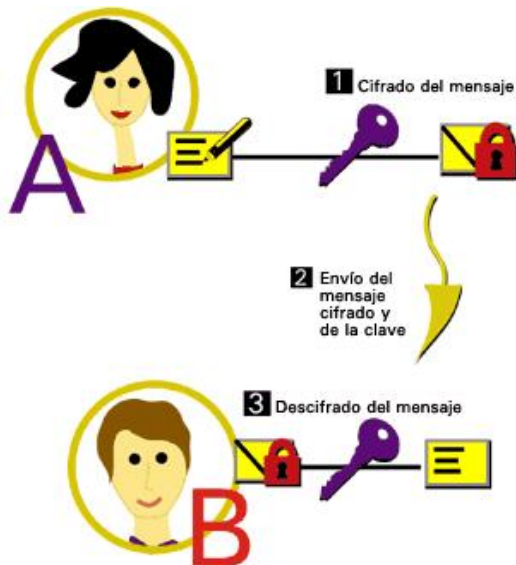 1 Cifrado del mensaje
A
2 Envío del
mensaje
cifrado y
de la clave
3 Descifrado del mensaje
B